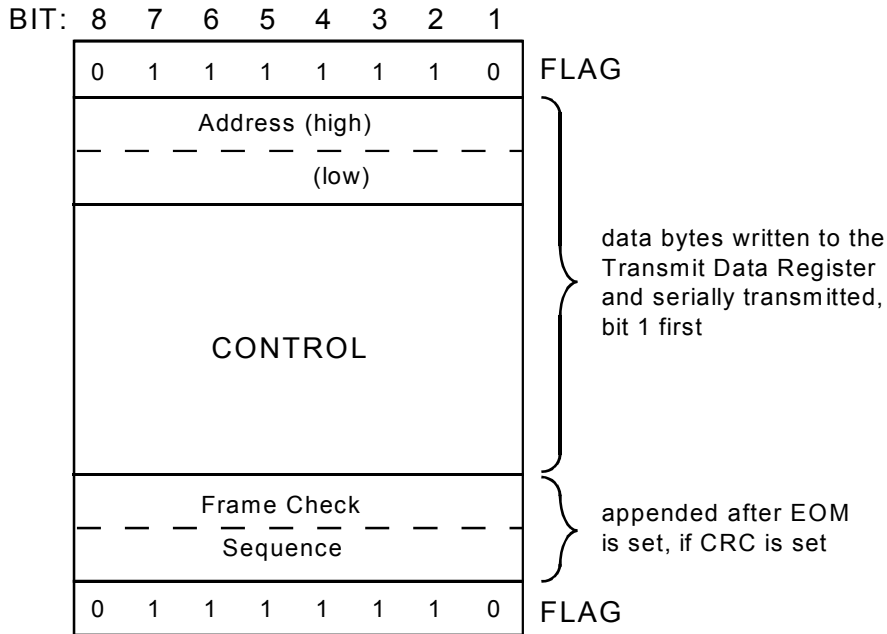 BIT: 8 7 6 5 4 3 2 1
0 1 1 1 1 1 1 0 FLAG
Address (high)
(low)
data bytes written to the
Transmit Data Register
and serially transmitted,
bit 1 first
CONTROL
Frame Check
Sequence
appended after EOM
is set, if CRC is set
0 1 1 1 1 1 1 0 FLAG